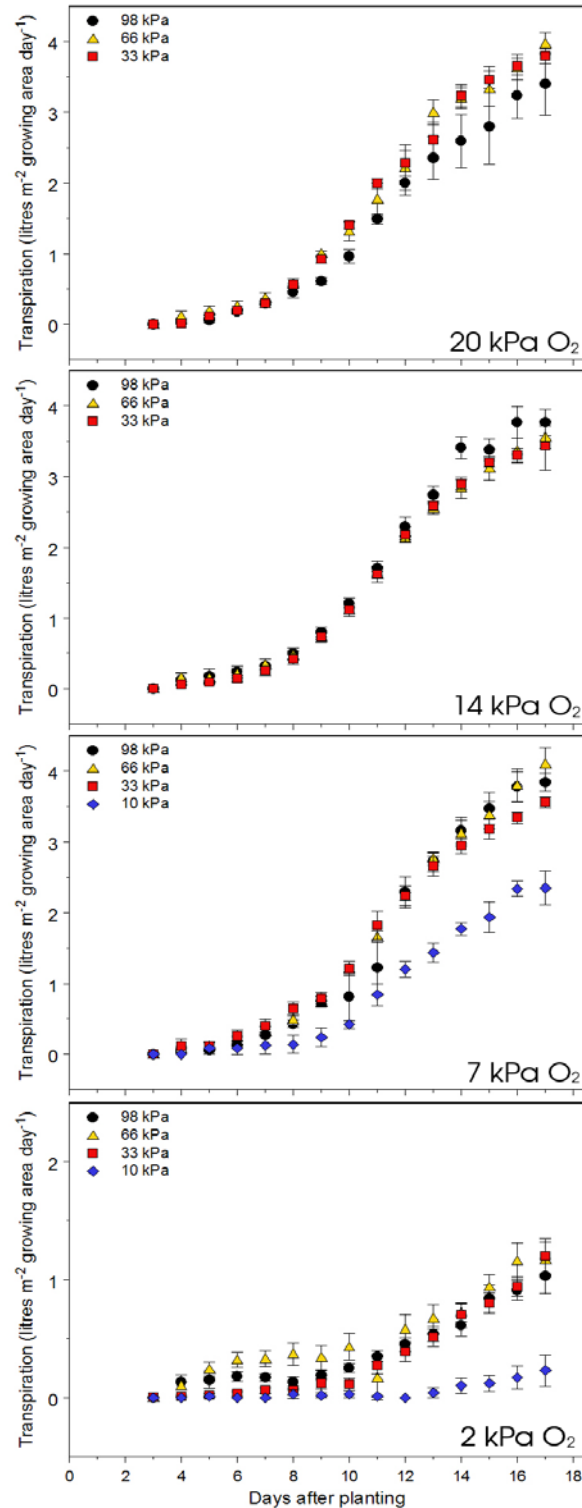 98 kPa
66 kPa
33 kPa
4
3
2
1
0
Transpiration (litres m⁻² growing area day⁻¹)
20 kPa O₂
98 kPa
66 kPa
33 kPa
4
3
2
1
0
Transpiration (litres m⁻² growing area day⁻¹)
14 kPa O₂
98 kPa
66 kPa
33 kPa
10 kPa
4
3
2
1
0
Transpiration (litres m⁻² growing area day⁻¹)
7 kPa O₂
98 kPa
66 kPa
33 kPa
10 kPa
2
1
0
Transpiration (litres m⁻² growing area day⁻¹)
2 kPa O₂
0 2 4 6 8 10 12 14 16 18
Days after planting